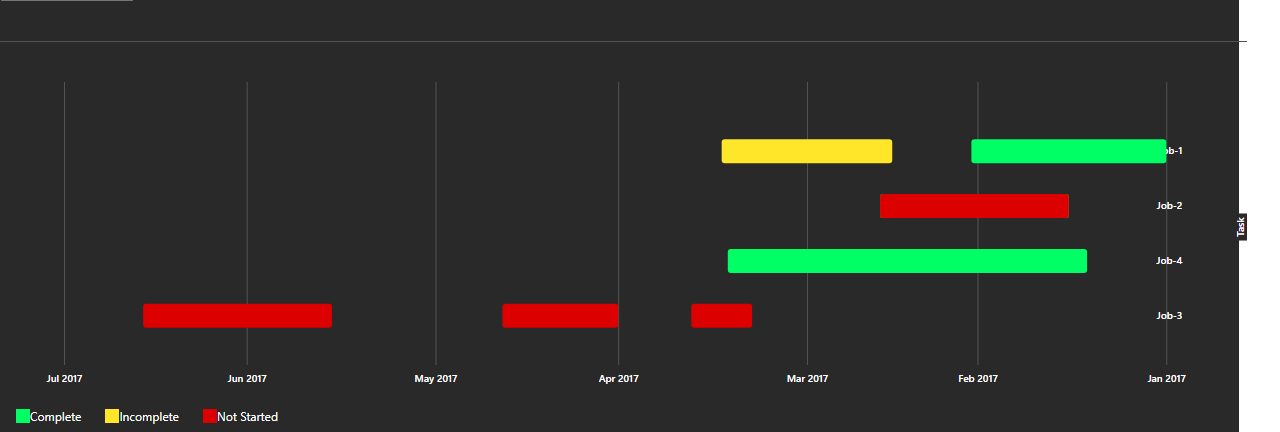 ob-1
Job-2
Task
Job-4
Job-3
Jul 2017 Jun 2017 May 2017 Apr 2017 Mar 2017 Feb 2017 Jan 2017
Complete Incomplete Not Started